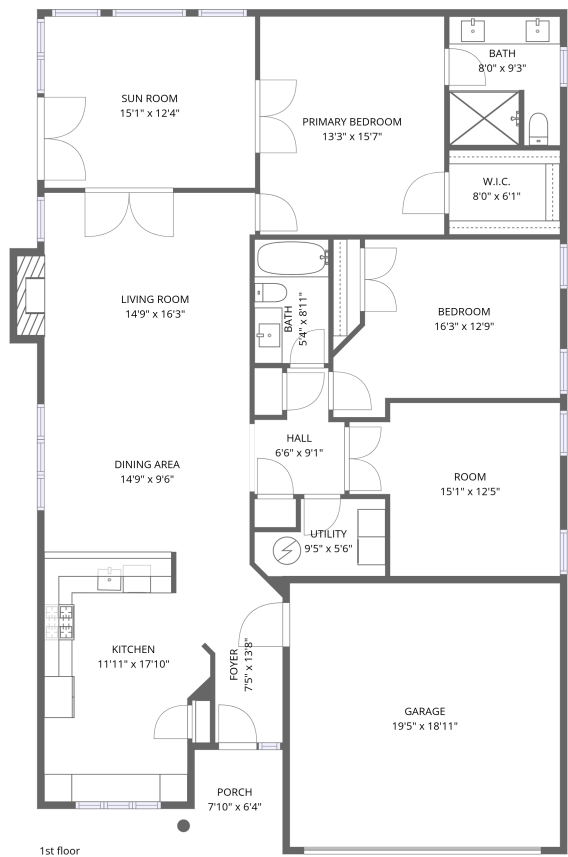 BATH
8'0" x 9'3"
SUN ROOM
15'1" x 12'4"
PRIMARY BEDROOM
13'3" x 15'7"
W.I.C.
8'0" x 6'1"
LIVING ROOM
14'9" x 16'3"
BATH
5'4" x 8'11"
BEDROOM
16'3" x 12'9"
HALL
6'6" x 9'1"
DINING AREA
14'9" x 9'6"
ROOM
15'1" x 12'5"
UTILITY
9'5" x 5'6"
KITCHEN
11'11" x 17'10"
FOYER
7'5" x 13'8"
GARAGE
19'5" x 18'11"
PORCH
7'10" x 6'4"
1st floor